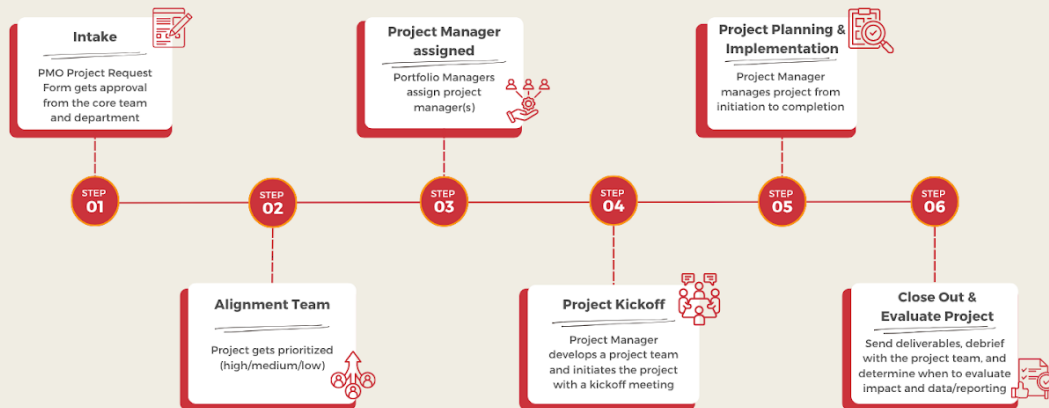 Intake
PMO Project Request
Form gets approval
from the core team
and department
Project Manager
assigned
Portfolio Managers
assign project
manager(s)
Project Planning &
Implementation
Project Manager
manages project from
initiation to completion
STEP
01
STEP
02
STEP
03
STEP
04
STEP
05
STEP
06
Alignment Team
Project gets prioritized
(high/medium/low)
Project Kickoff
Project Manager
develops a project team
and initiates the project
with a kickoff meeting
Close Out &
Evaluate Project
Send deliverables, debrief
with the project team, and
determine when to evaluate
impact and data/reporting